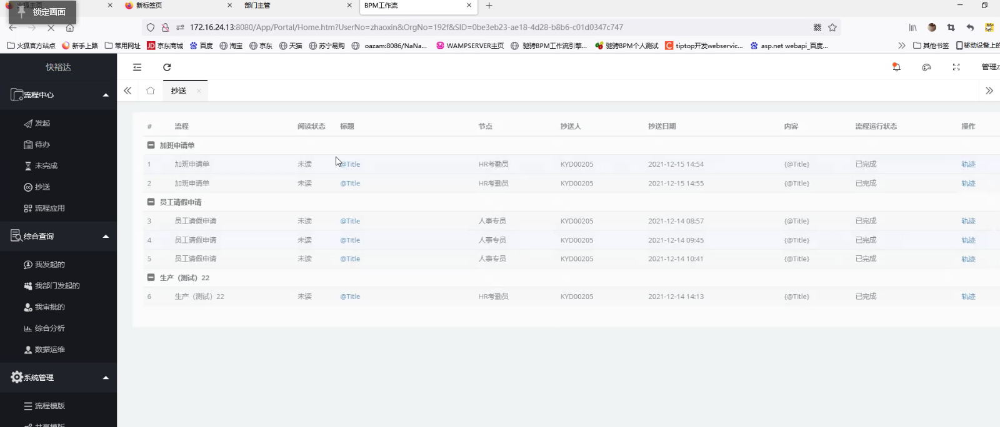 火狐主页 新标签页 部门主管 BPM工作流
锁定画面
172.16.24.13:8080/App/Portal/Home.htm?UserNo=zhaoxin&OrgNo=192f&SID=0be3eb23-ae18-4d28-b8b6-c01d0347c747
火狐官方站点 新手上路 常用网址 JD 京东商城 百度 淘宝 京东 天猫 苏宁易购 oazam:8086/NaNa... WAMPSERVER主页 驰骋BPM工作流引擎... 驰骋BPM个人测试 C tiptop开发webservic... asp.net webapi_百度... 其他书签 移动设备上的
快裕达
管理z
流程中心
抄送
发起
待办
未完成
抄送
流程应用
综合查询
我发起的
我部门发起的
我审批的
综合分析
数据运维
系统管理
流程模版
共享模版
# 流程 阅读状态 标题 节点 抄送人 抄送日期 内容 流程运行状态 操作
加班申请单
1 加班申请单 未读 @Title HR考勤员 KYD00205 2021-12-15 14:54 {@Title} 已完成 轨迹
2 加班申请单 未读 @Title HR考勤员 KYD00205 2021-12-15 14:55 {@Title} 已完成 轨迹
员工请假申请
3 员工请假申请 未读 @Title 人事专员 KYD00205 2021-12-14 08:57 {@Title} 已完成 轨迹
4 员工请假申请 未读 @Title 人事专员 KYD00205 2021-12-14 09:45 {@Title} 已完成 轨迹
5 员工请假申请 未读 @Title 人事专员 KYD00205 2021-12-14 10:41 {@Title} 已完成 轨迹
生产（测试）22
6 生产（测试）22 未读 @Title HR考勤员 KYD00205 2021-12-14 14:13 {@Title} 已完成 轨迹